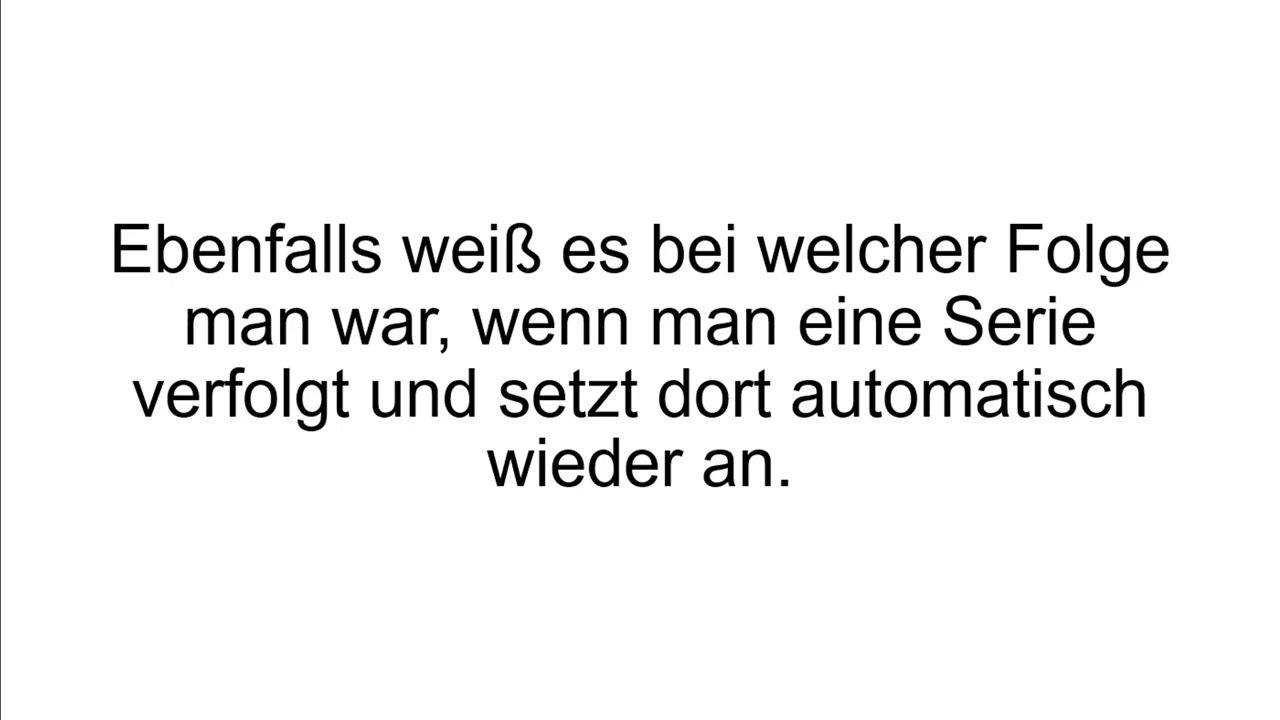 Ebenfalls weiß es bei welcher Folge
man war, wenn man eine Serie
verfolgt und setzt dort automatisch
wieder an.